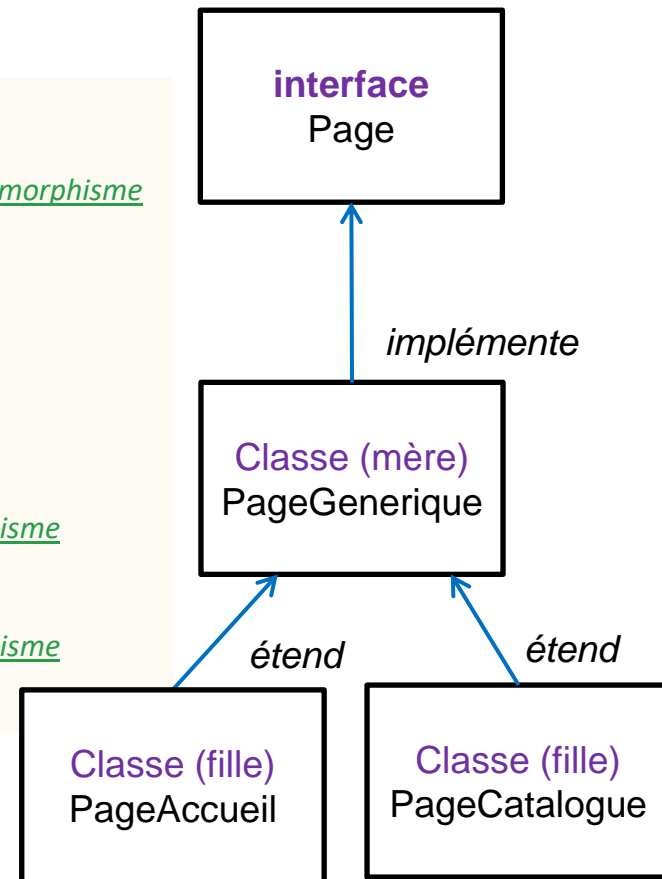 interface
Page
morphisme
implémente
Classe (mère)
PageGenerique
isme
isme
étend
étend
Classe (fille)
PageAccueil
Classe (fille)
PageCatalogue